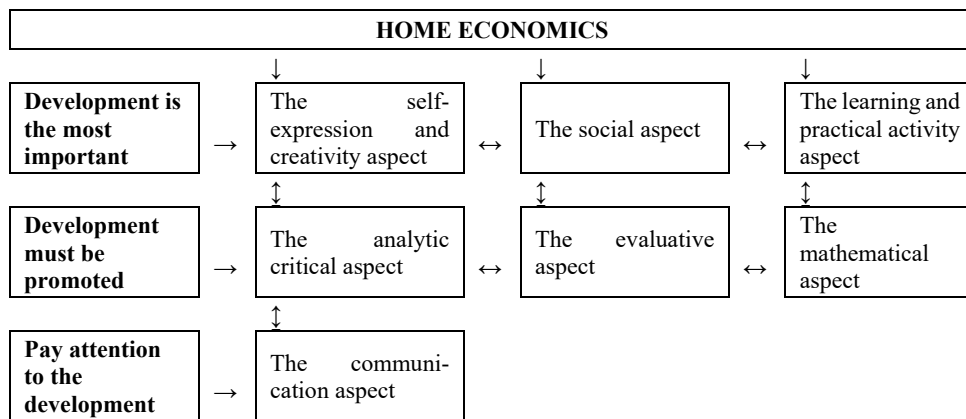 HOME ECONOMICS
↓ ↓ ↓
Development is
the most
important
→
The self-
expression and
creativity aspect
↔
The social aspect
↔
The learning and
practical activity
aspect
↕ ↕ ↕
Development
must be
promoted
→
The analytic
critical aspect
↔
The evaluative
aspect
↔
The
mathematical
aspect
↕
Pay attention
to the
development
→
The communi-
cation aspect